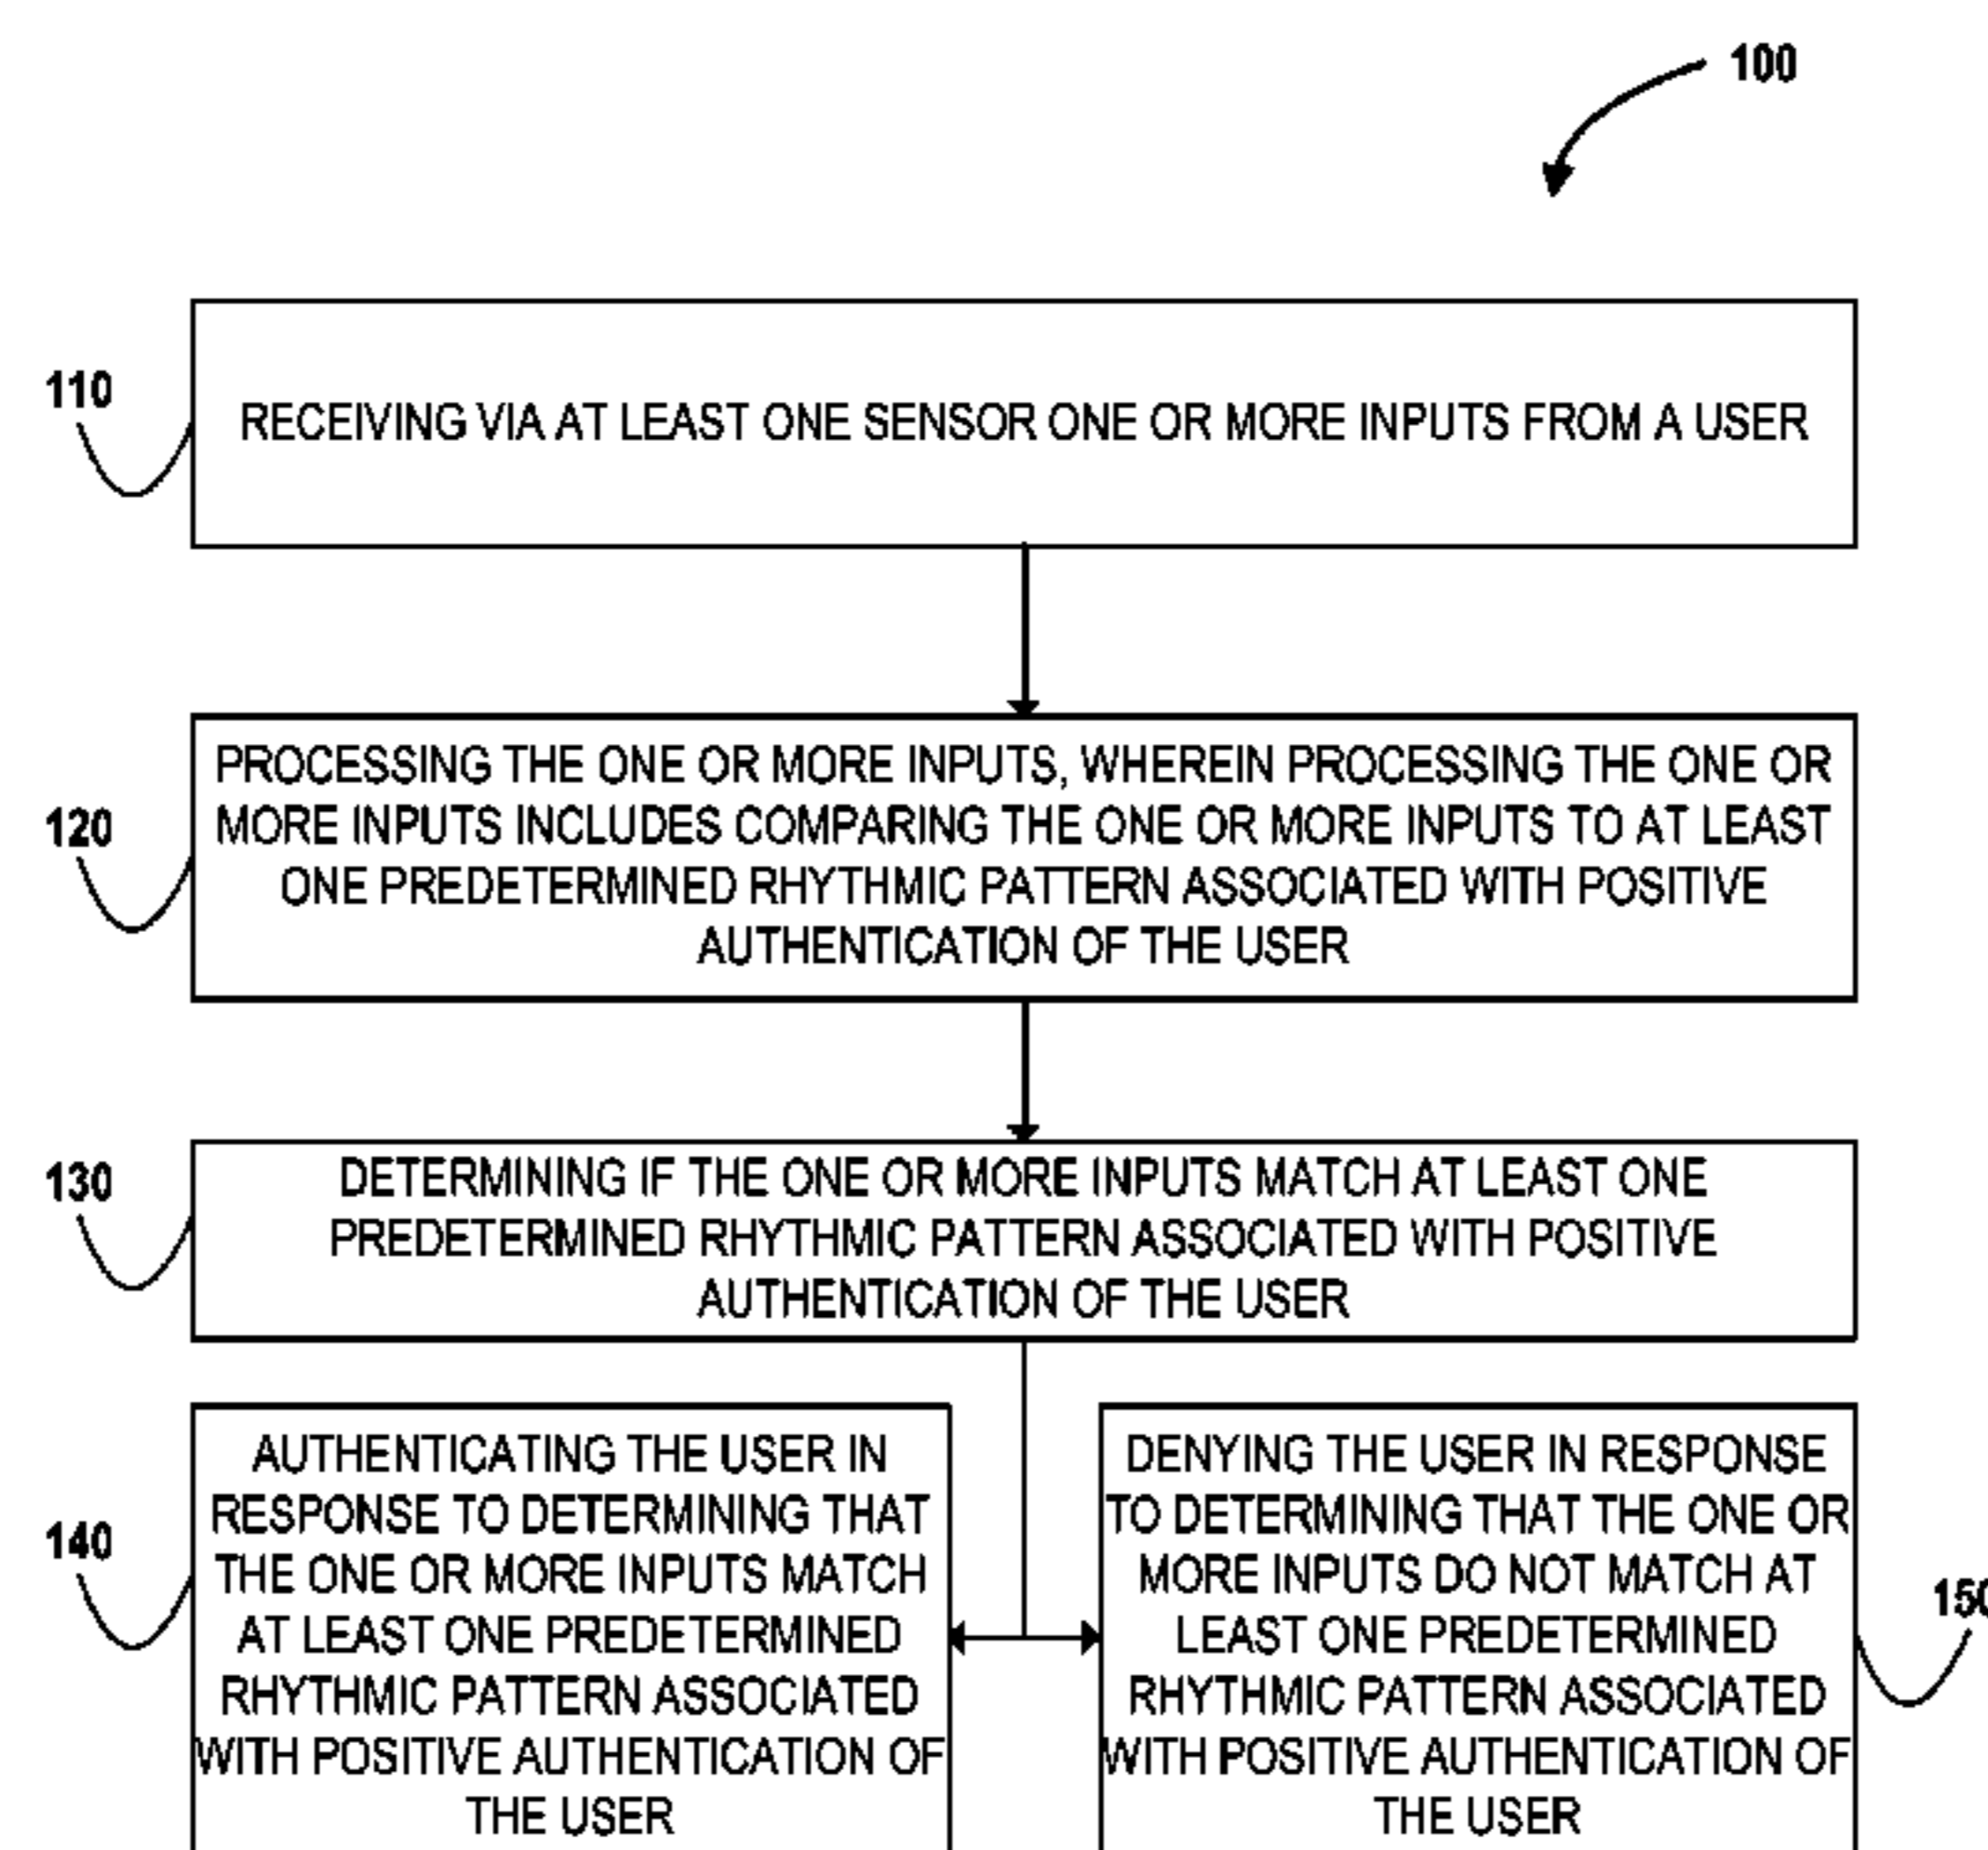 100
110
RECEIVING VIA AT LEAST ONE SENSOR ONE OR MORE INPUTS FROM A USER
120
PROCESSING THE ONE OR MORE INPUTS, WHEREIN PROCESSING THE ONE OR
MORE INPUTS INCLUDES COMPARING THE ONE OR MORE INPUTS TO AT LEAST
ONE PREDETERMINED RHYTHMIC PATTERN ASSOCIATED WITH POSITIVE
AUTHENTICATION OF THE USER
130
DETERMINING IF THE ONE OR MORE INPUTS MATCH AT LEAST ONE
PREDETERMINED RHYTHMIC PATTERN ASSOCIATED WITH POSITIVE
AUTHENTICATION OF THE USER
140
AUTHENTICATING THE USER IN
RESPONSE TO DETERMINING THAT
THE ONE OR MORE INPUTS MATCH
AT LEAST ONE PREDETERMINED
RHYTHMIC PATTERN ASSOCIATED
WITH POSITIVE AUTHENTICATION OF
THE USER
DENYING THE USER IN RESPONSE
TO DETERMINING THAT THE ONE OR
MORE INPUTS DO NOT MATCH AT
LEAST ONE PREDETERMINED
RHYTHMIC PATTERN ASSOCIATED
WITH POSITIVE AUTHENTICATION OF
THE USER
150